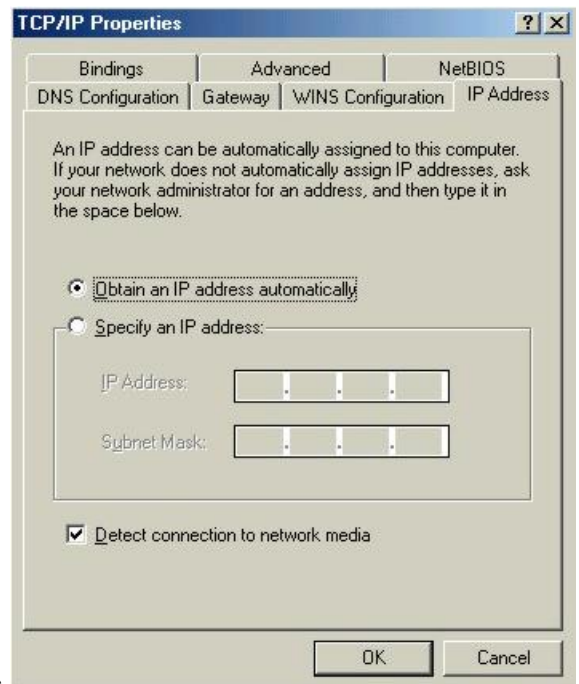 TCP/IP Properties
Bindings Advanced NetBIOS
DNS Configuration Gateway WINS Configuration IP Address
An IP address can be automatically assigned to this computer.
If your network does not automatically assign IP addresses, ask
your network administrator for an address, and then type it in
the space below.
Obtain an IP address automatically
Specify an IP address:
IP Address:
Subnet Mask:
Detect connection to network media
OK Cancel